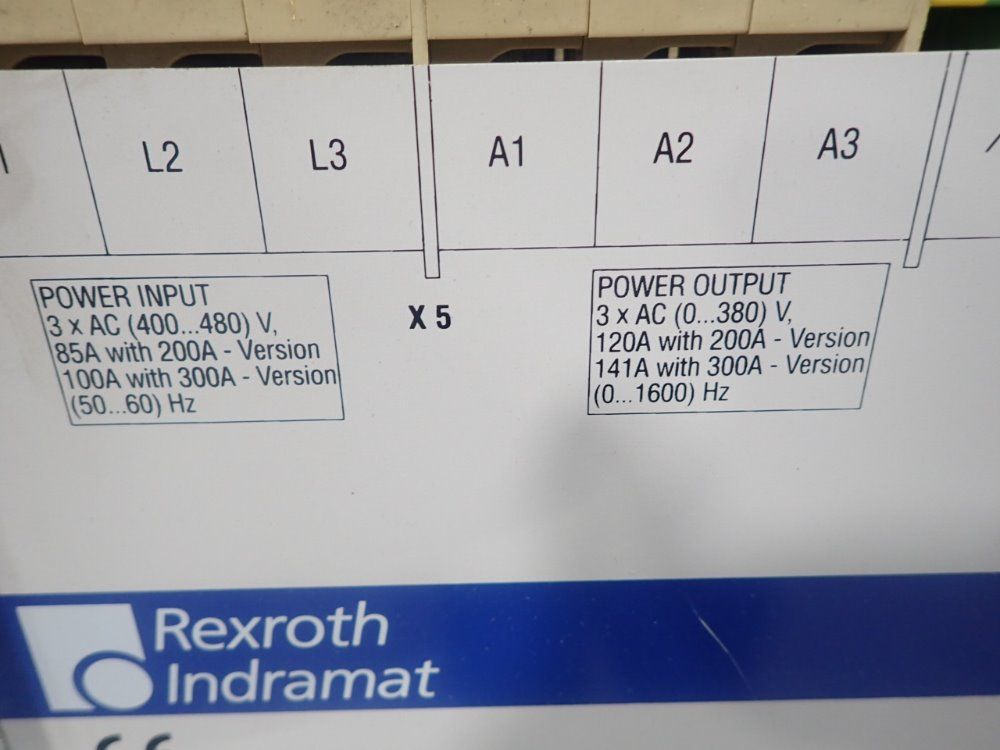 L2 L3 A1 A2 A3
POWER INPUT
3 x AC (400...480) V,
85A with 200A - Version
100A with 300A - Version
(50...60) Hz
X 5
POWER OUTPUT
3 x AC (0...380) V,
120A with 200A - Version
141A with 300A - Version
(0...1600) Hz
Rexroth
Indramat